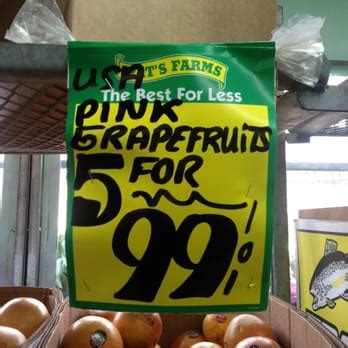 USA
T'S FARMS
The Best For Less
PINK
GRAPEFRUITS
5 FOR
99